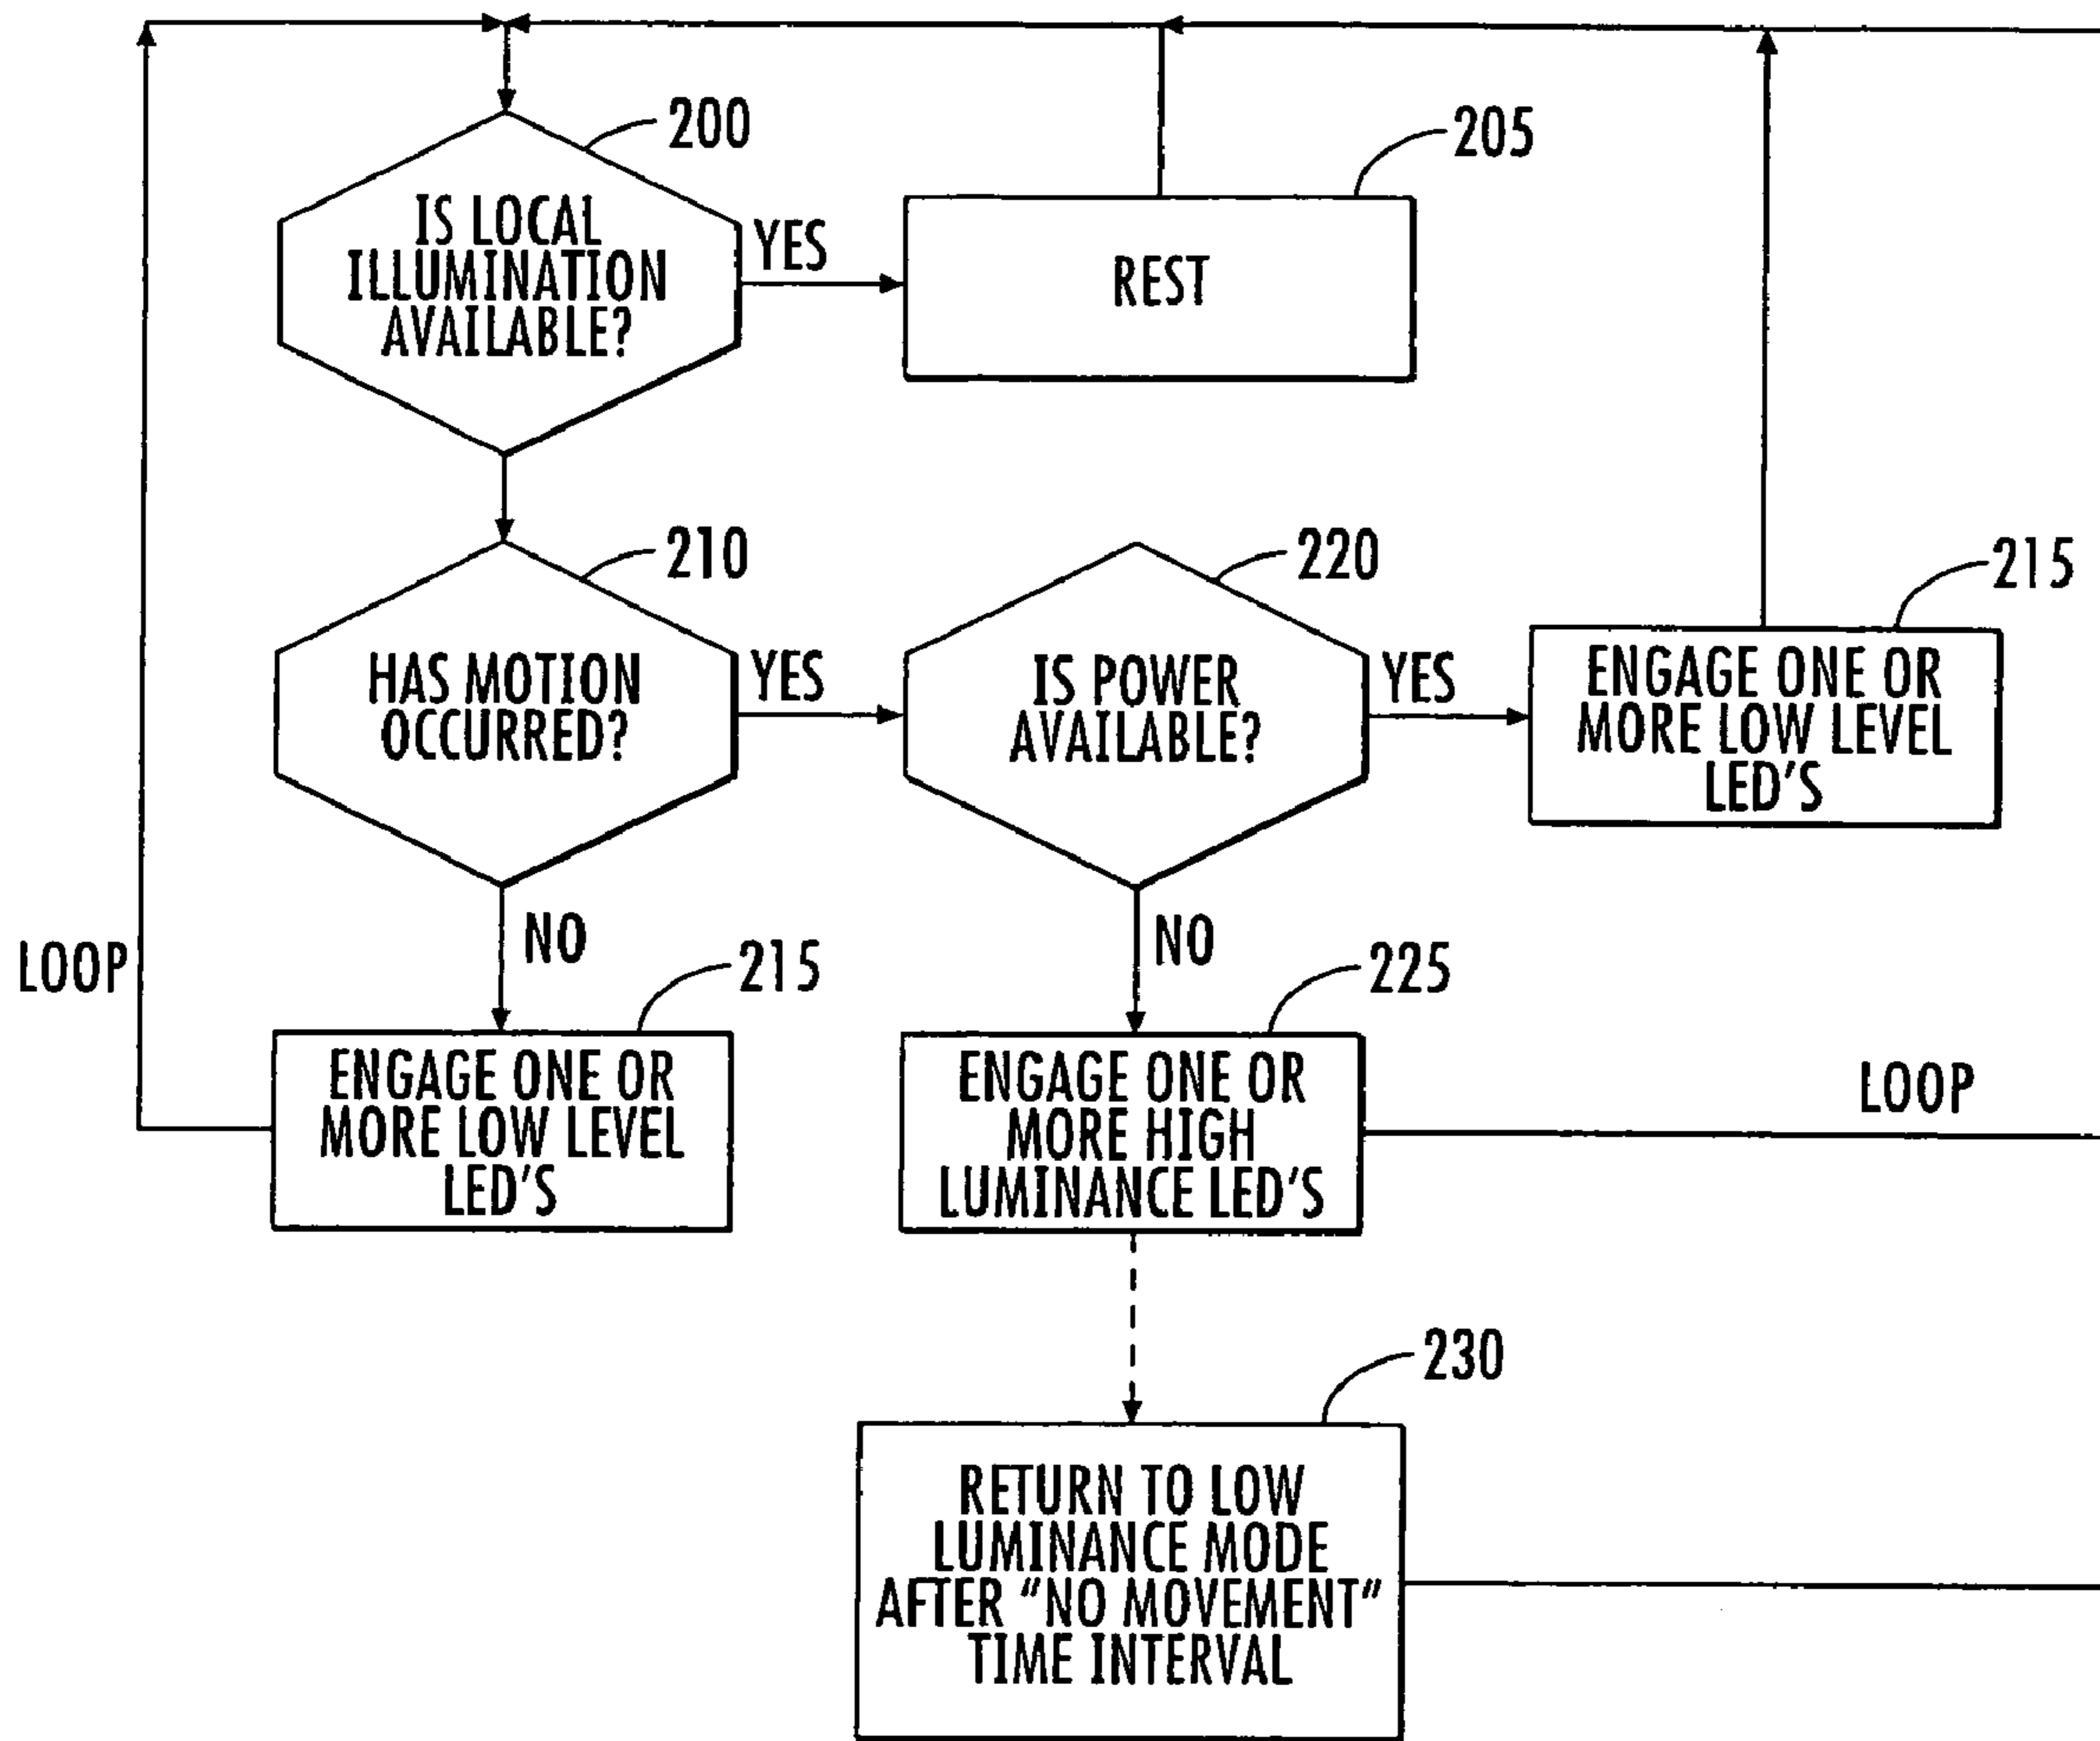 200
IS LOCAL
ILLUMINATION
AVAILABLE?
YES
205
REST
210
HAS MOTION
OCCURRED?
YES
220
IS POWER
AVAILABLE?
YES
215
ENGAGE ONE OR
MORE LOW LEVEL
LED'S
NO
NO
LOOP
215
ENGAGE ONE OR
MORE LOW LEVEL
LED'S
225
ENGAGE ONE OR
MORE HIGH
LUMINANCE LED'S
LOOP
230
RETURN TO LOW
LUMINANCE MODE
AFTER "NO MOVEMENT"
TIME INTERVAL